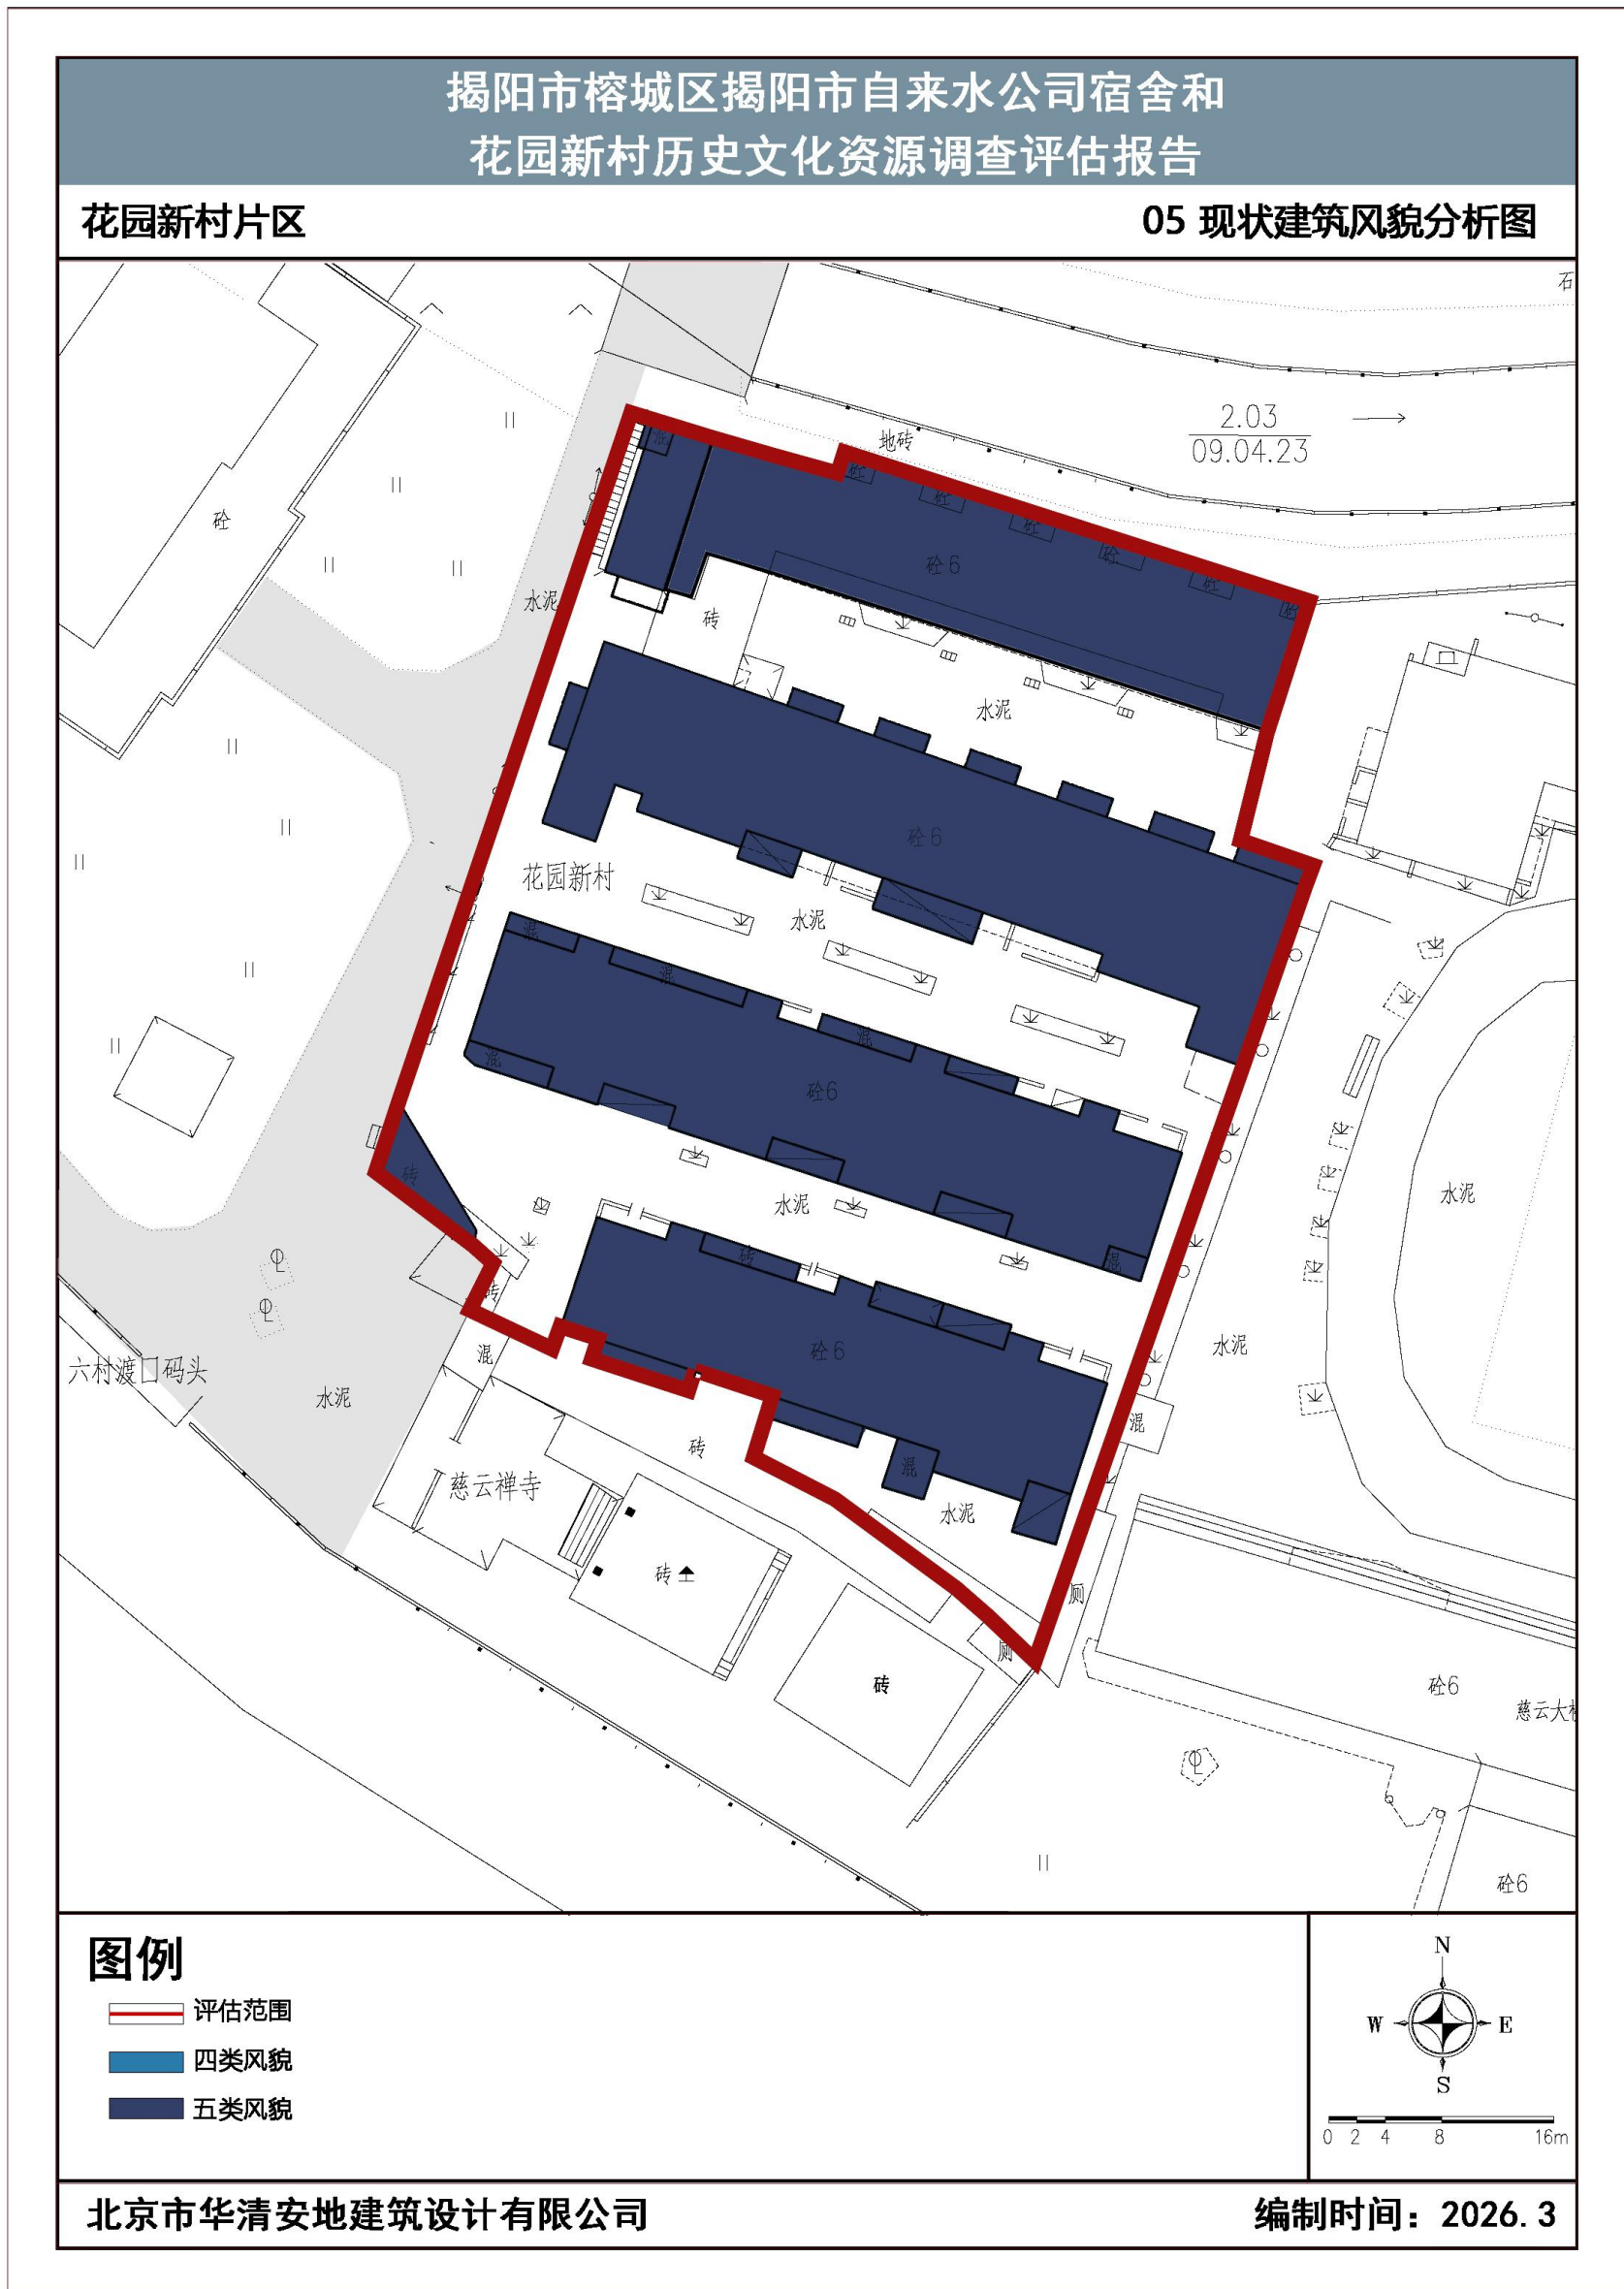 揭阳市榕城区揭阳市自来水公司宿舍和
花园新村历史文化资源调查评估报告
花园新村片区
05 现状建筑风貌分析图
石
2.03
09.04.23
地砖
混
砼
砼
砼
砼
砼
砼
砼
砼6
水泥
砖
水泥
砼6
花园新村
水泥
混
混
混
混
砼6
砖
水泥
混
水泥
砖
砖
砼6
混
水泥
六村渡口码头
水泥
混
砖
慈云禅寺
混
水泥
砖
厕
厕
砖
砼6
慈云大楼
砼6
图例
评估范围
四类风貌
五类风貌
N
W
E
S
0 2 4 8 16m
北京市华清安地建筑设计有限公司
编制时间：2026.3